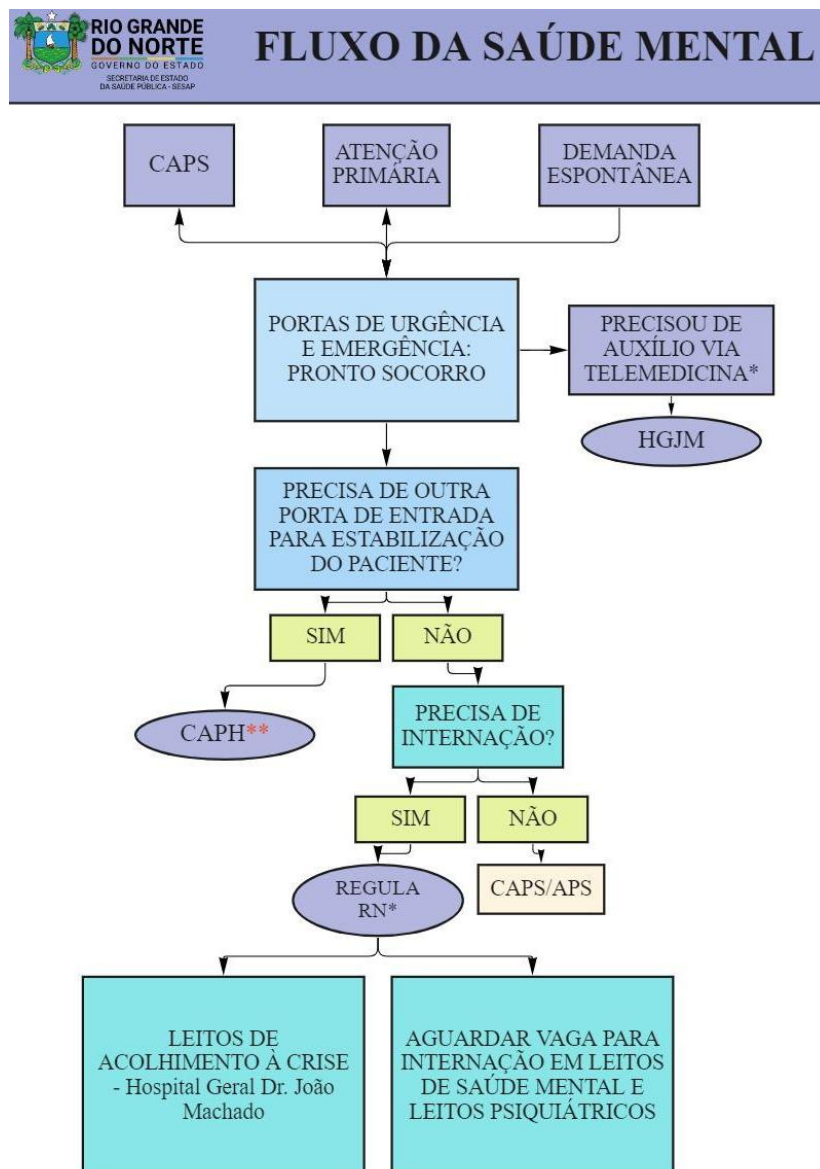 RIO GRANDE
DO NORTE
GOVERNO DO ESTADO
SECRETARIA DE ESTADO
DA SAÚDE PÚBLICA - SESAP
FLUXO DA SAÚDE MENTAL
CAPS
ATENÇÃO
PRIMÁRIA
DEMANDA
ESPONTÂNEA
PORTAS DE URGÊNCIA
E EMERGÊNCIA:
PRONTO SOCORRO
PRECISOU DE
AUXÍLIO VIA
TELEMEDICINA*
HGJM
PRECISA DE OUTRA
PORTA DE ENTRADA
PARA ESTABILIZAÇÃO
DO PACIENTE?
SIM
NÃO
CAPH**
PRECISA DE
INTERNAÇÃO?
SIM
NÃO
REGULA
RN*
CAPS/APS
LEITOS DE
ACOLHIMENTO À CRISE
- Hospital Geral Dr. João
Machado
AGUARDAR VAGA PARA
INTERNAÇÃO EM LEITOS
DE SAÚDE MENTAL E
LEITOS PSIQUIÁTRICOS